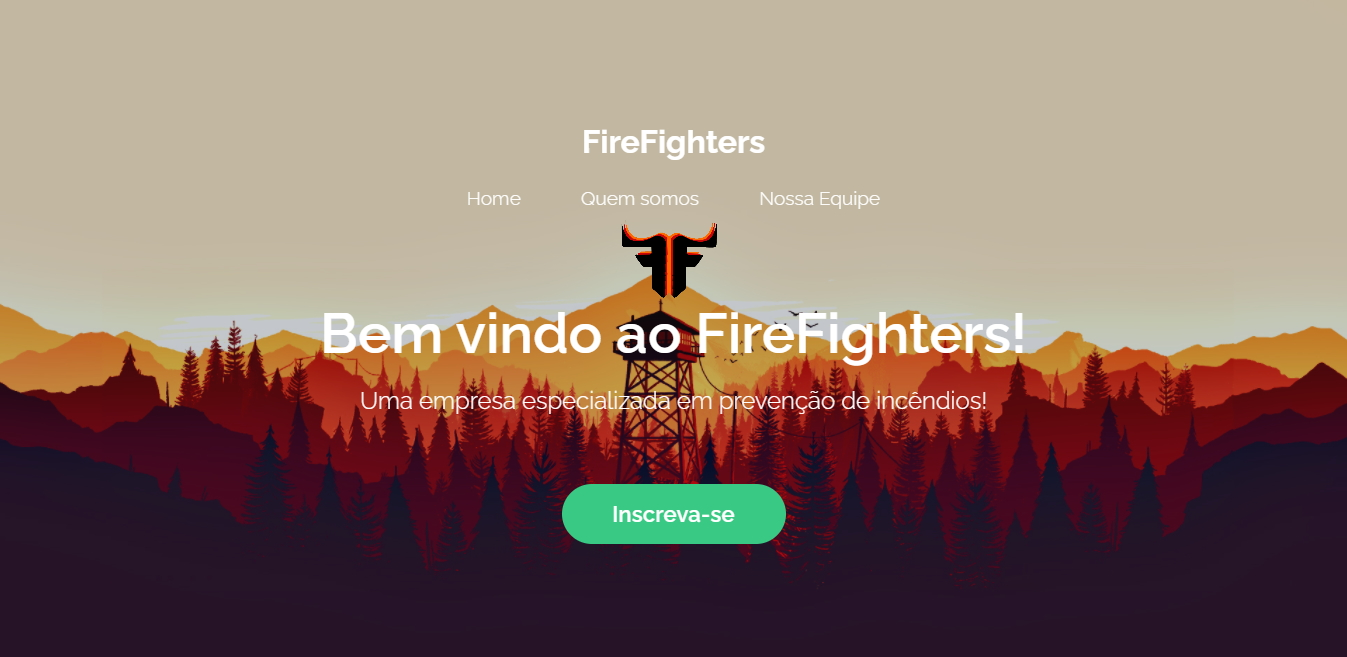 FireFighters
Home Quem somos Nossa Equipe
Bem vindo ao FireFighters!
Uma empresa especializada em prevenção de incêndios!
Inscreva-se